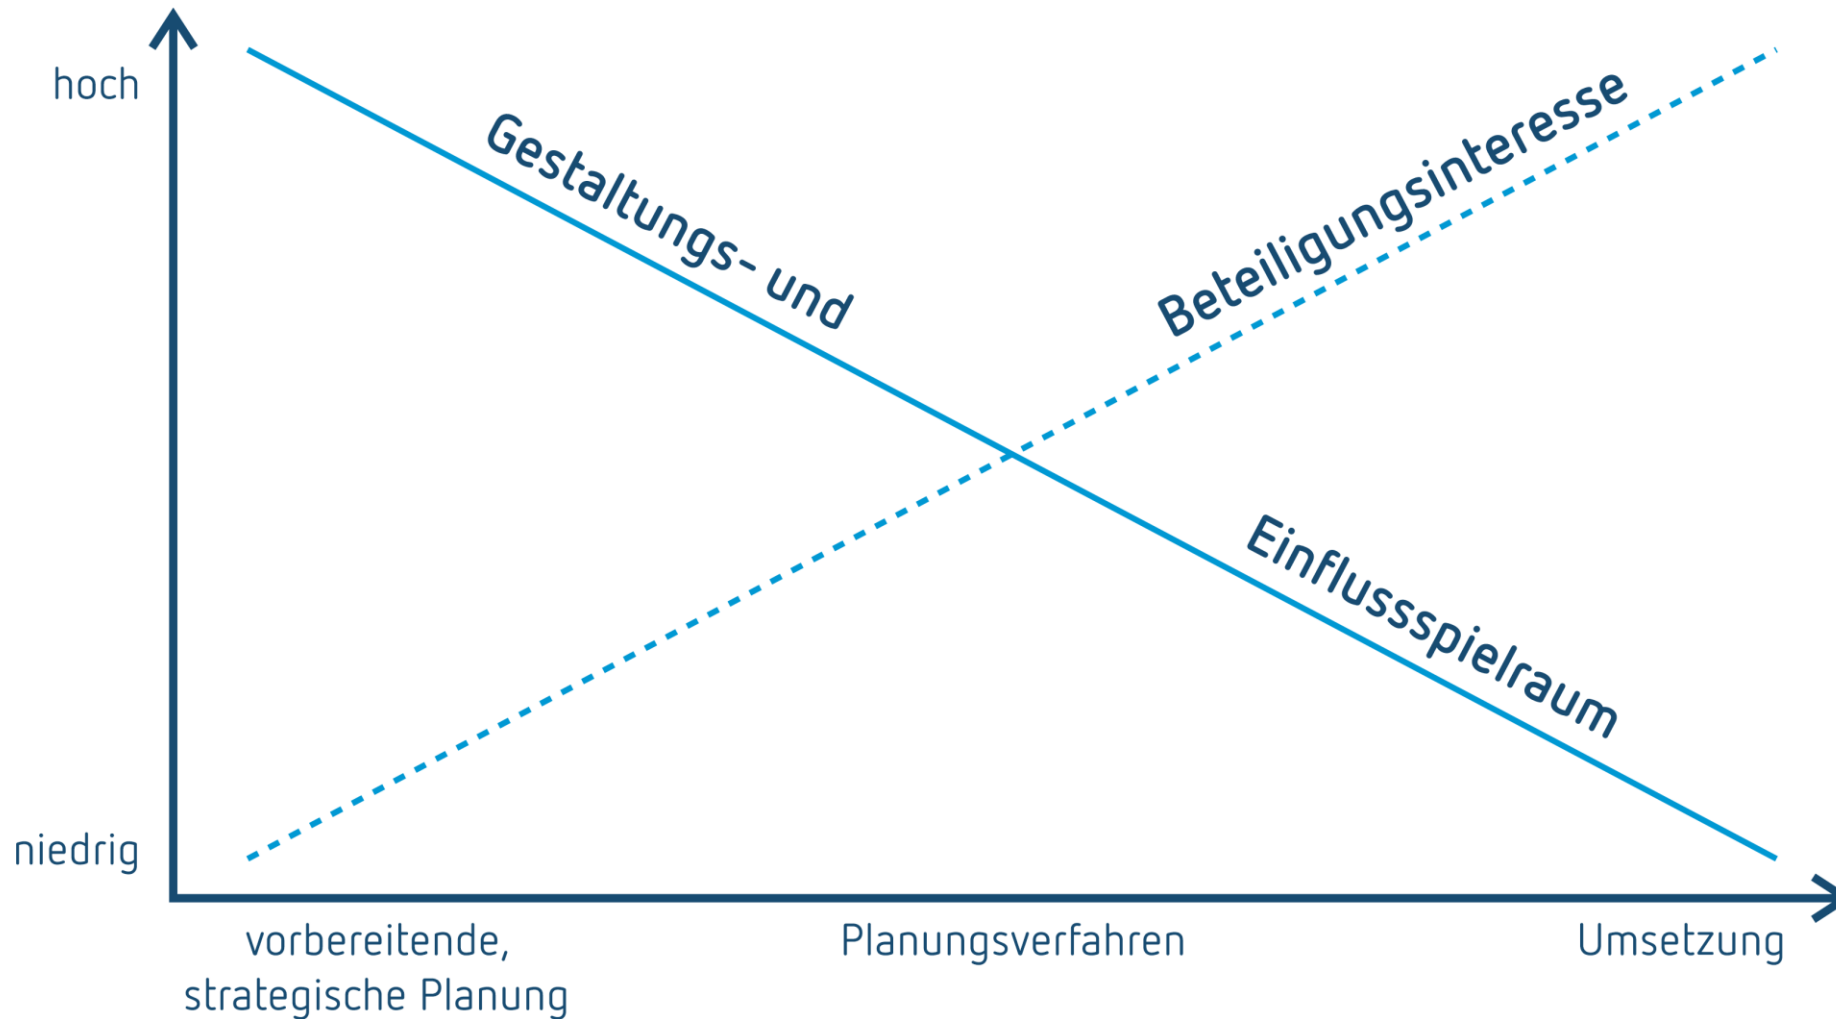 hoch
Gestaltungs- und
Einflussspielraum
Beteiligungsinteresse
niedrig
vorbereitende,
strategische Planung
Planungsverfahren
Umsetzung